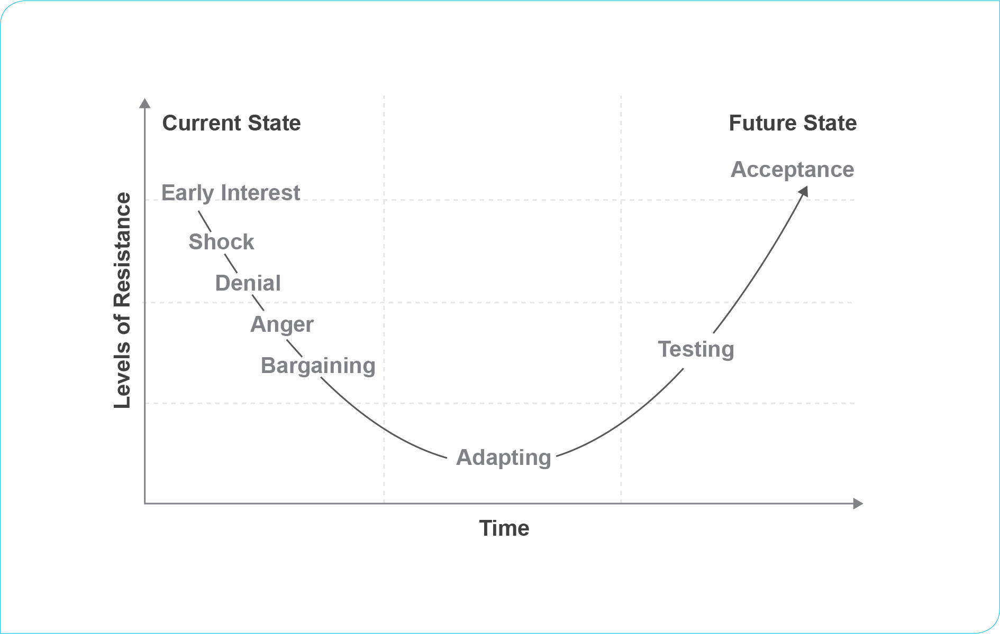 Current State
Future State
Acceptance
Early Interest
Shock
Denial
Anger
Bargaining
Testing
Adapting
Levels of Resistance
Time